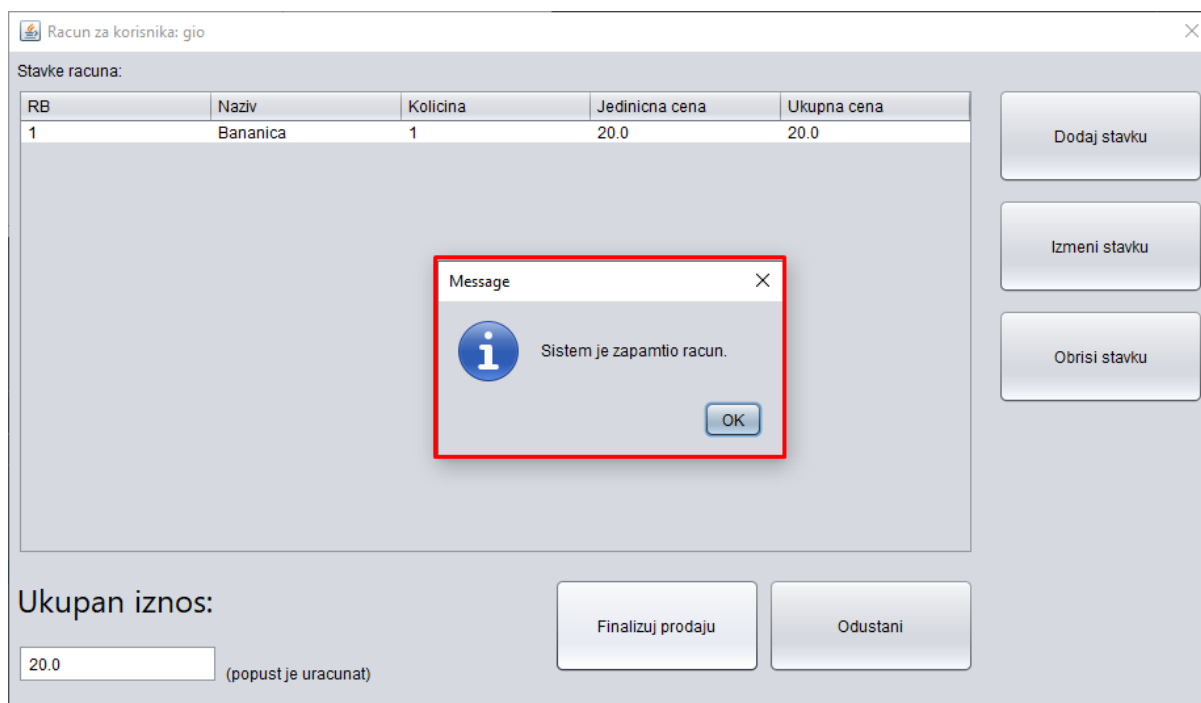 Racun za korisnika: gio
Stavke racuna:
RB Naziv Kolicina Jedinicna cena Ukupna cena
1 Bananica 1 20.0 20.0
Dodaj stavku
Izmeni stavku
Obrisi stavku
Message
Sistem je zapamtio racun.
OK
Ukupan iznos:
20.0 (popust je uracunat)
Finalizuj prodaju
Odustani